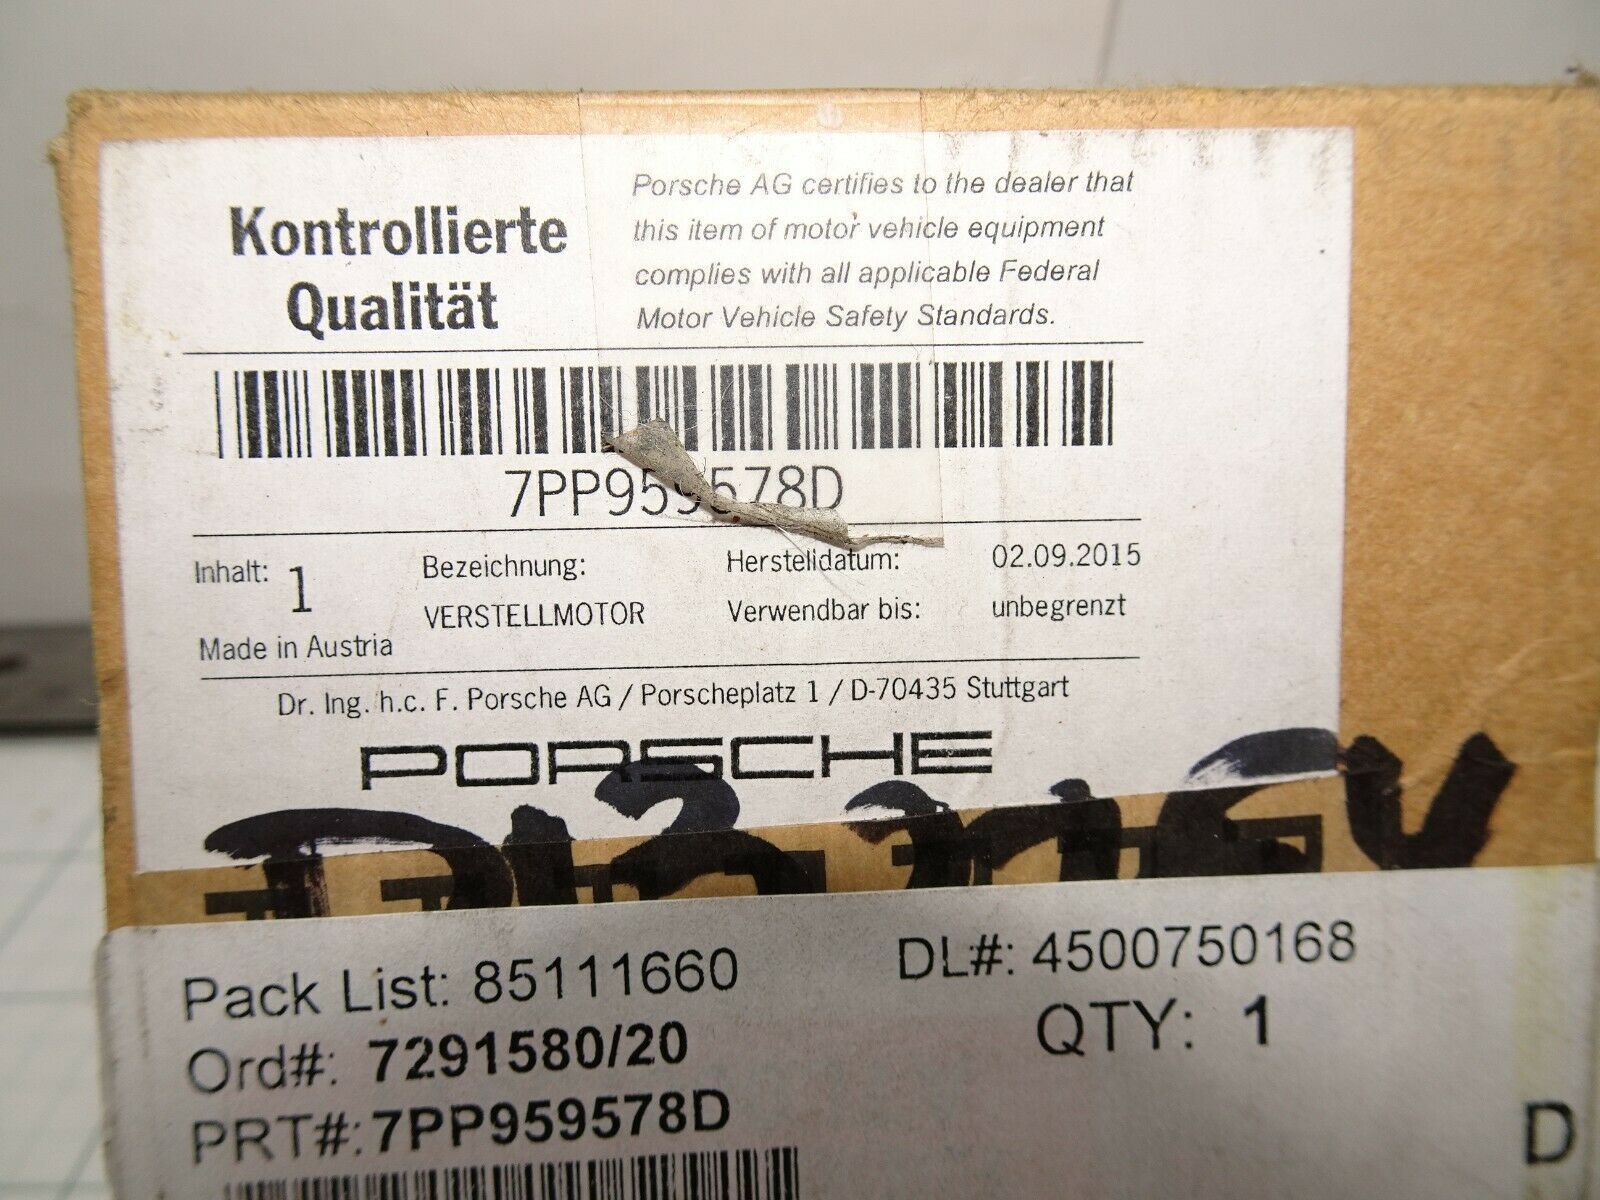 Kontrollierte
Qualität
Porsche AG certifies to the dealer that
this item of motor vehicle equipment
complies with all applicable Federal
Motor Vehicle Safety Standards.
7PP959578D
Inhalt: 1
Made in Austria
Bezeichnung:
VERSTELLMOTOR
Herstelldatum: 02.09.2015
Verwendbar bis: unbegrenzt
Dr. Ing. h.c. F. Porsche AG / Porscheplatz 1 / D-70435 Stuttgart
PORSCHE
Pack List: 85111660
DL#: 4500750168
Ord#: 7291580/20
QTY: 1
PRT#: 7PP959578D
D